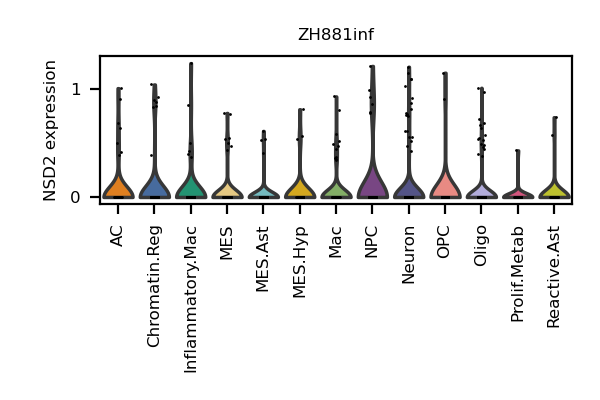 ZH881inf
NSD2 expression
1
0
AC
Chromatin.Reg
Inflammatory.Mac
MES
MES.Ast
MES.Hyp
Mac
NPC
Neuron
OPC
Oligo
Prolif.Metab
Reactive.Ast